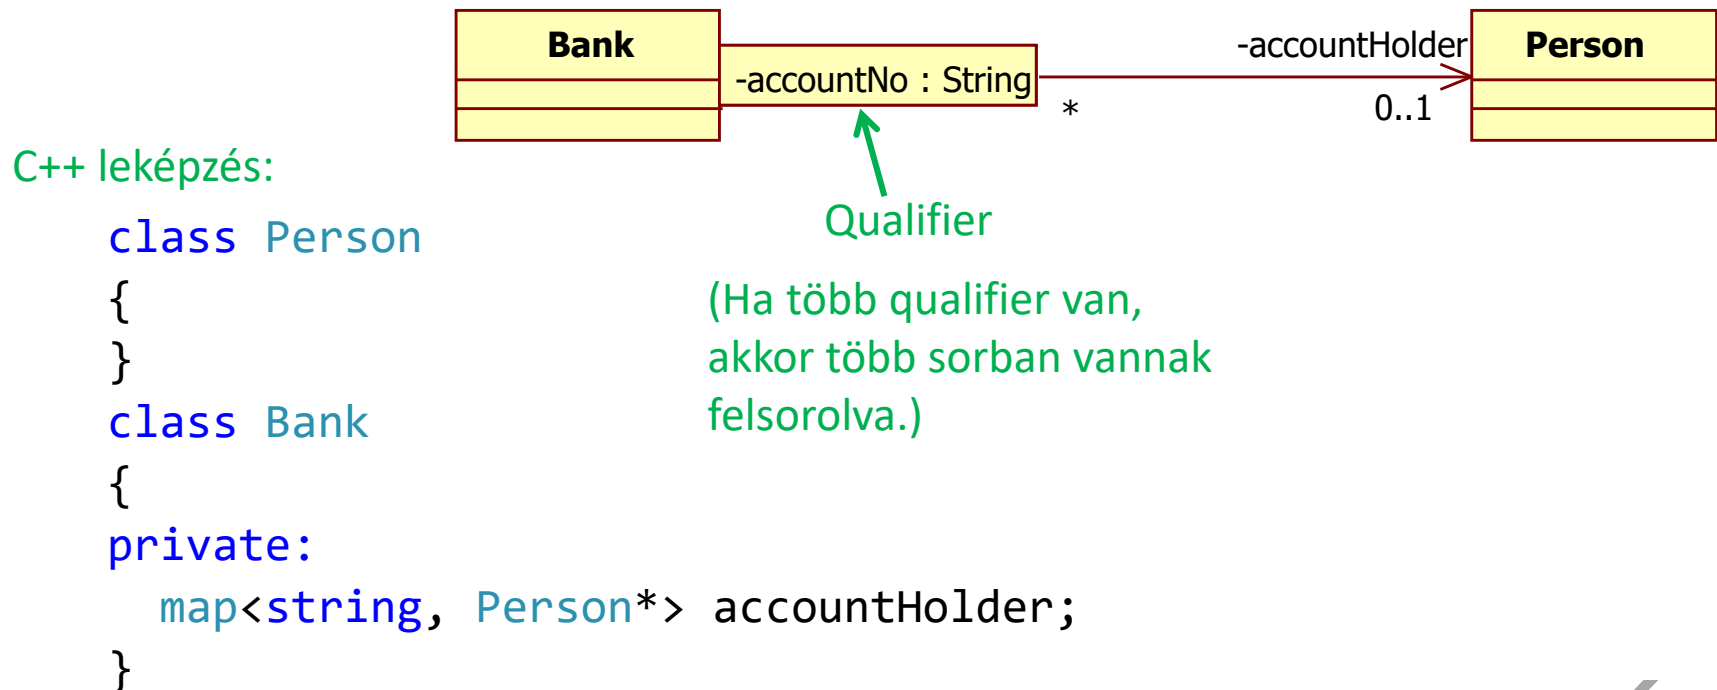 Bank
-accountNo : String
*
-accountHolder
0..1
Person
C++ leképzés:
Qualifier
(Ha több qualifier van,
akkor több sorban vannak
felsorolva.)
class Person
{
}
class Bank
{
private:
map<string, Person*> accountHolder;
}